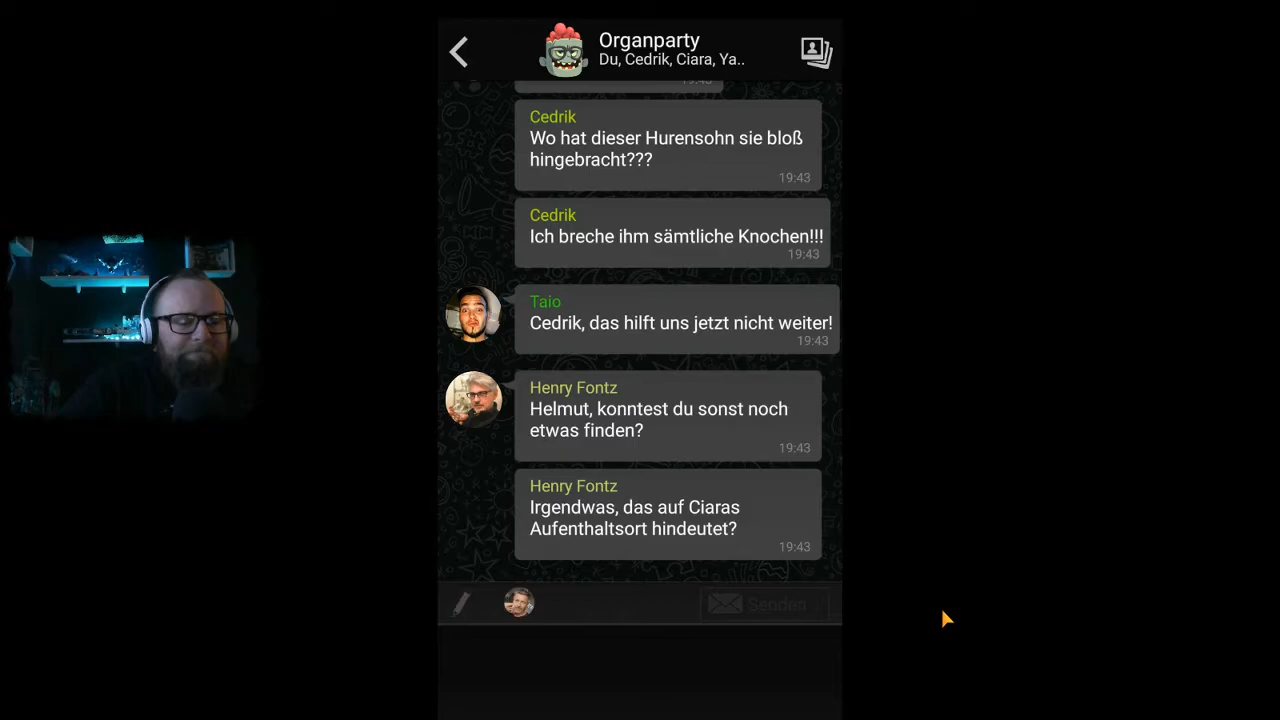 Organparty
Du, Cedrik, Ciara, Ya..
19:43
Cedrik
Wo hat dieser Hurensohn sie bloß
hingebracht???
19:43
Cedrik
Ich breche ihm sämtliche Knochen!!!
19:43
Taio
Cedrik, das hilft uns jetzt nicht weiter!
19:43
Henry Fontz
Helmut, konntest du sonst noch
etwas finden?
19:43
Henry Fontz
Irgendwas, das auf Ciaras
Aufenthaltsort hindeutet?
19:43
Senden